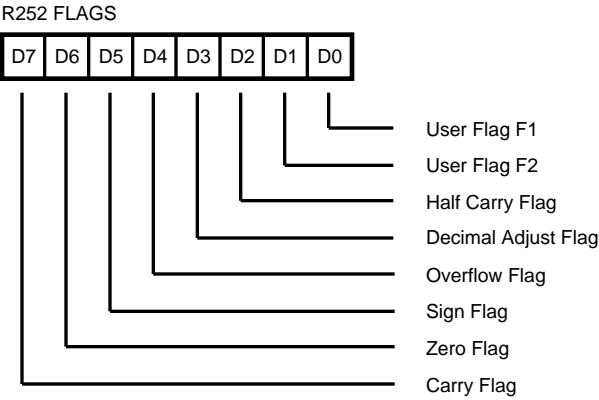 R252 FLAGS
D7 D6 D5 D4 D3 D2 D1 D0
User Flag F1
User Flag F2
Half Carry Flag
Decimal Adjust Flag
Overflow Flag
Sign Flag
Zero Flag
Carry Flag